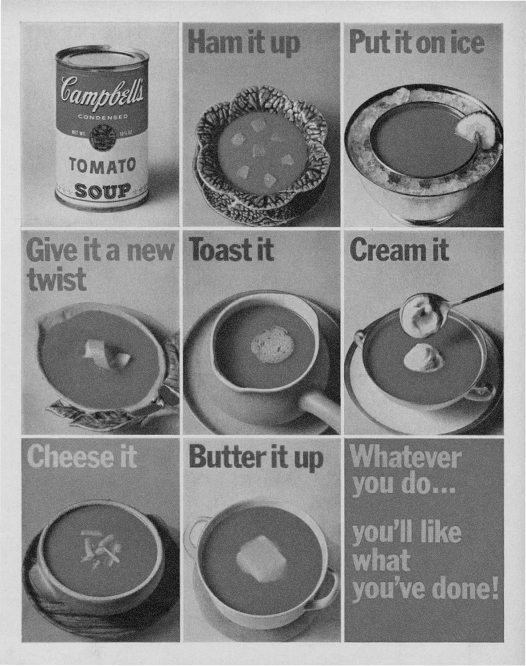 Campbell's
CONDENSED
NET WT. 10¾ OZ.
TOMATO
SOUP
Ham it up
Put it on ice
Give it a new
twist
Toast it
Cream it
Cheese it
Butter it up
Whatever
you do...
you'll like
what
you've done!